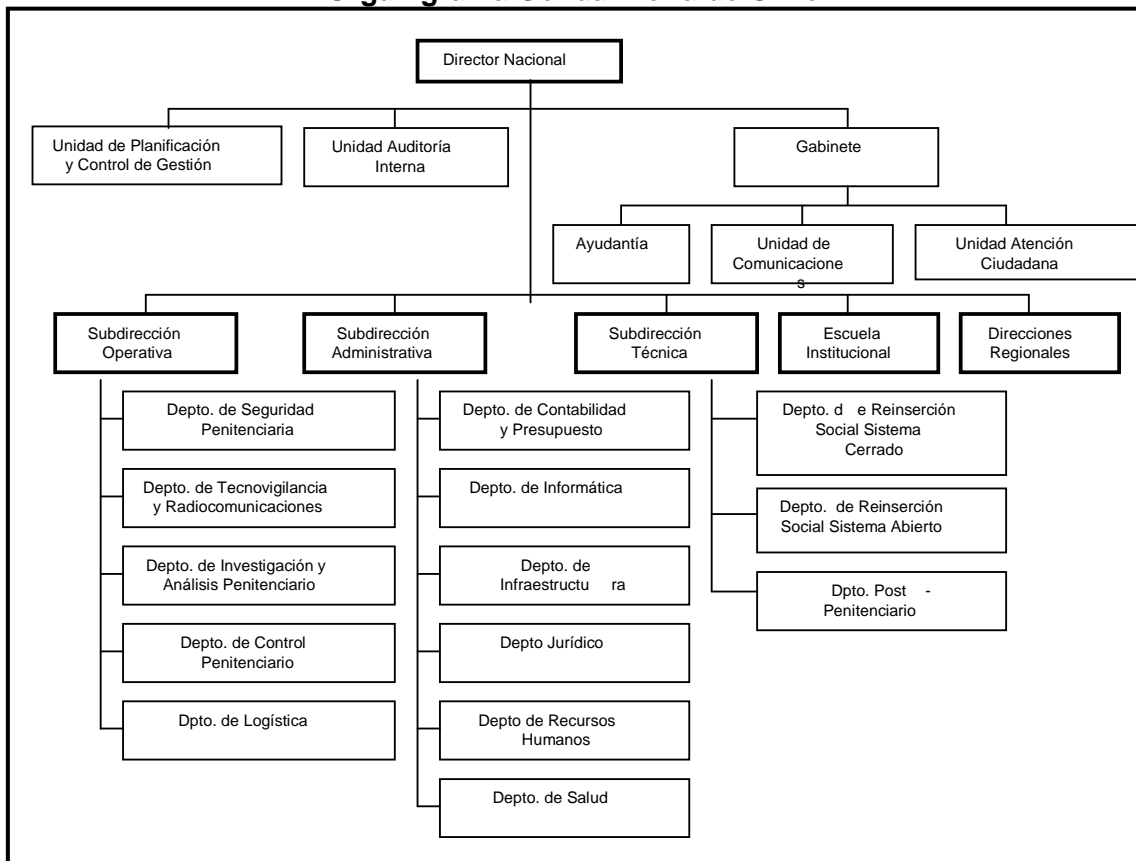 Director Nacional
Unidad de Planificación
y Control de Gestión
Unidad Auditoría
Interna
Gabinete
Ayudantía
Unidad de
Comunicacione
s
Unidad Atención
Ciudadana
Subdirección
Operativa
Subdirección
Administrativa
Subdirección
Técnica
Escuela
Institucional
Direcciones
Regionales
Depto. de Seguridad
Penitenciaria
Depto. de Tecnovigilancia
y Radiocomunicaciones
Depto. de Investigación y
Análisis Penitenciario
Depto. de Control
Penitenciario
Dpto. de Logística
Depto. de Contabilidad
y Presupuesto
Depto. de Informática
Depto. de
Infraestructu ra
Depto Jurídico
Depto de Recursos
Humanos
Depto. de Salud
Depto. d e Reinserción
Social Sistema
Cerrado
Depto. de Reinserción
Social Sistema Abierto
Dpto. Post -
Penitenciario